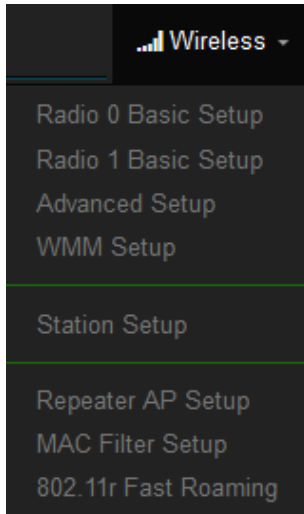 Wireless
Radio 0 Basic Setup
Radio 1 Basic Setup
Advanced Setup
WMM Setup
Station Setup
Repeater AP Setup
MAC Filter Setup
802.11r Fast Roaming